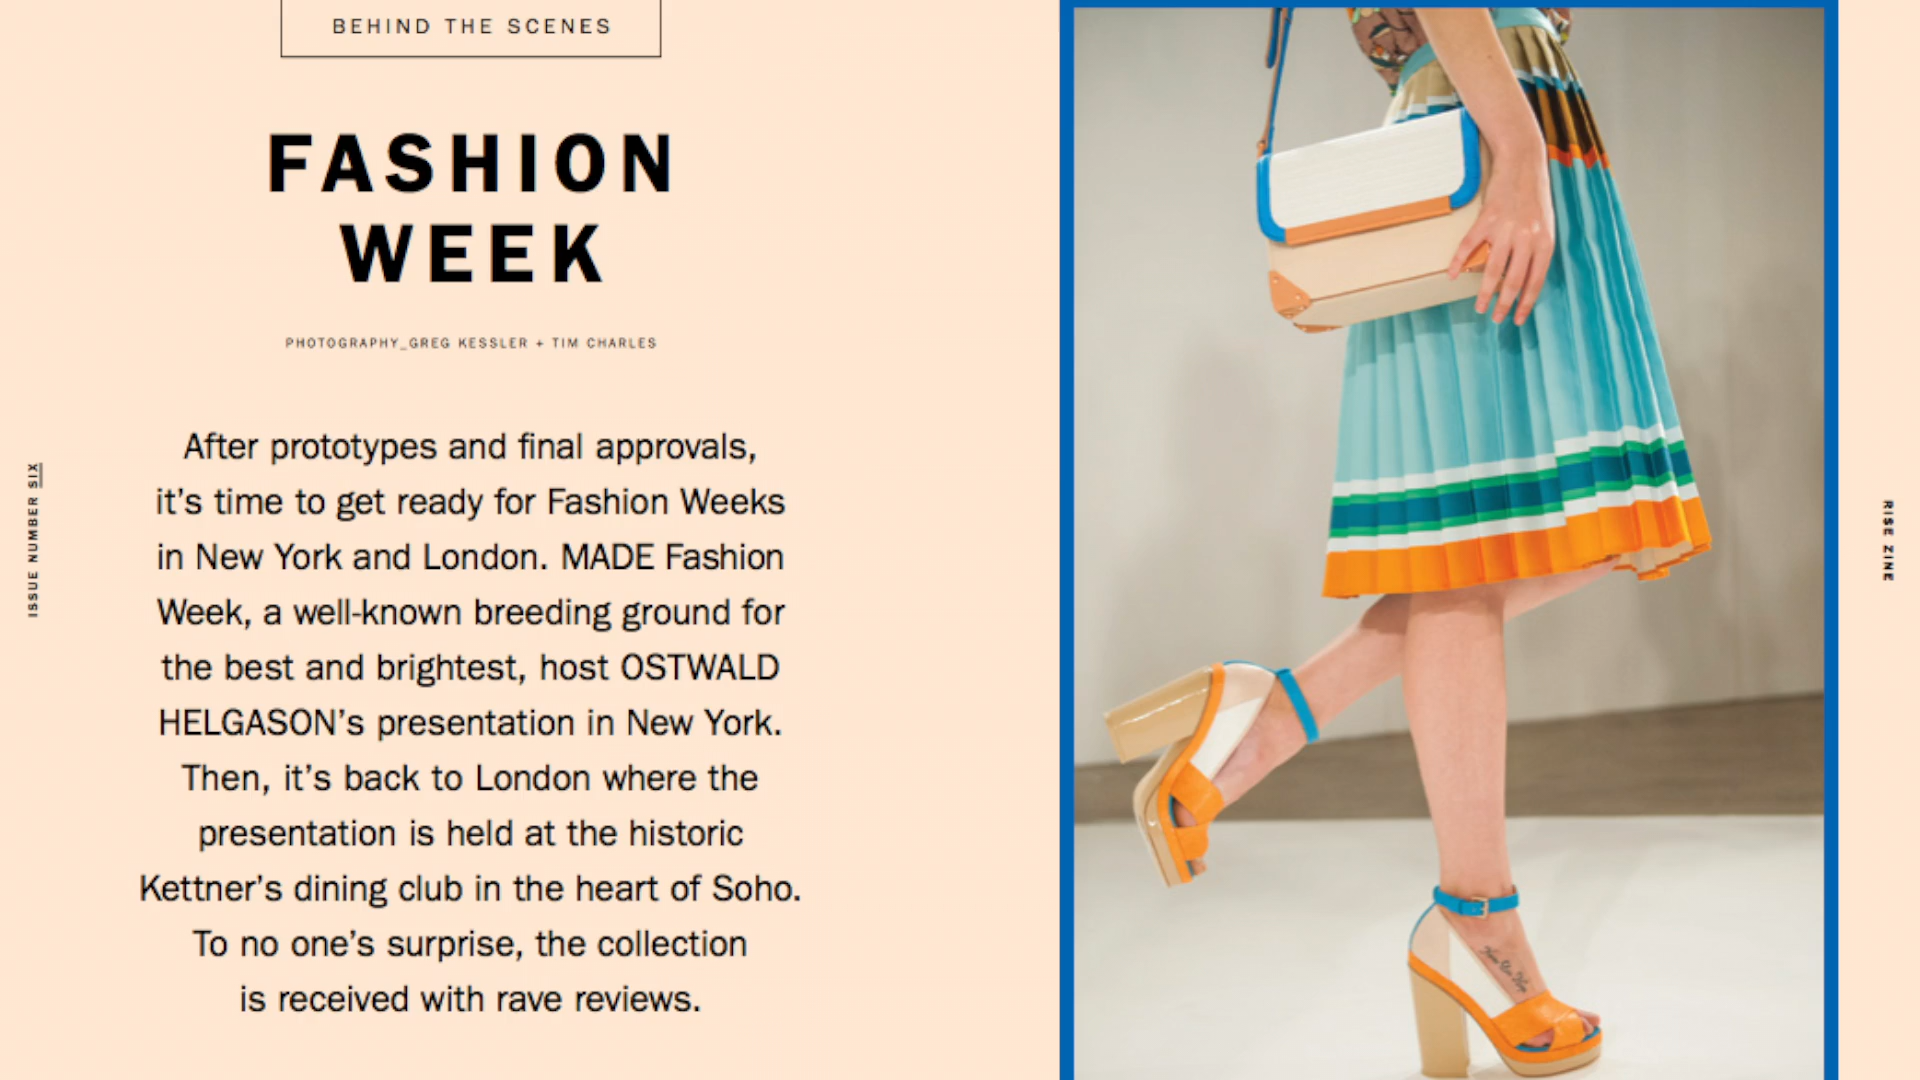 BEHIND THE SCENES
FASHION
WEEK
PHOTOGRAPHY_GREG KESSLER + TIM CHARLES
After prototypes and final approvals,
it’s time to get ready for Fashion Weeks
in New York and London. MADE Fashion
Week, a well-known breeding ground for
the best and brightest, host OSTWALD
HELGASON’s presentation in New York.
Then, it’s back to London where the
presentation is held at the historic
Kettner’s dining club in the heart of Soho.
To no one’s surprise, the collection
is received with rave reviews.
ISSUE NUMBER SIX
RISE ZINE